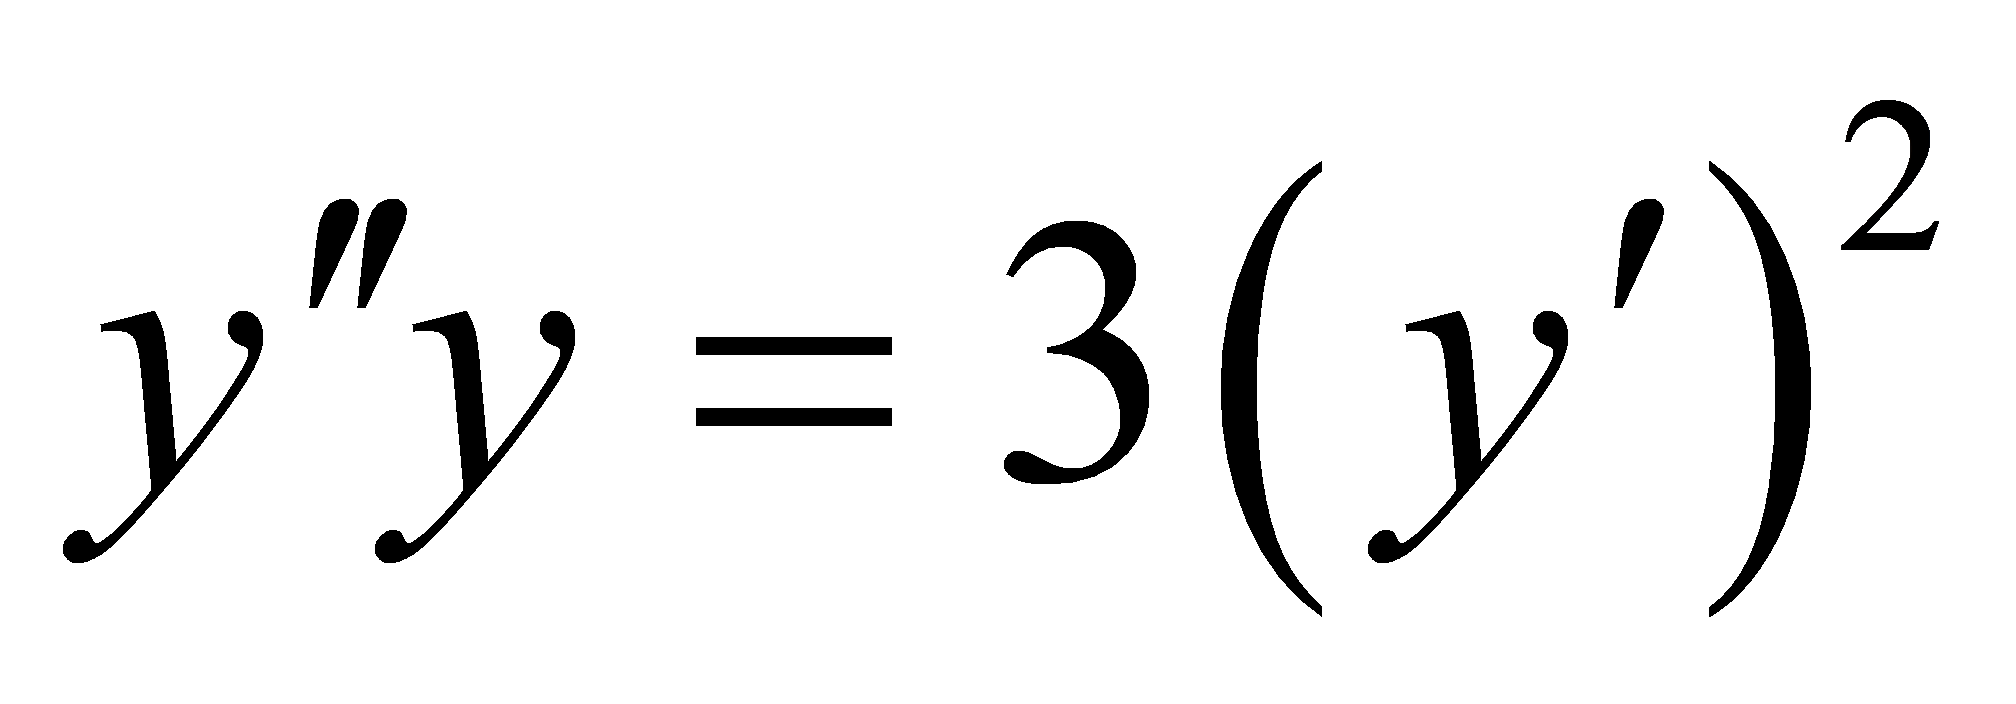 y″y = 3(y′)²